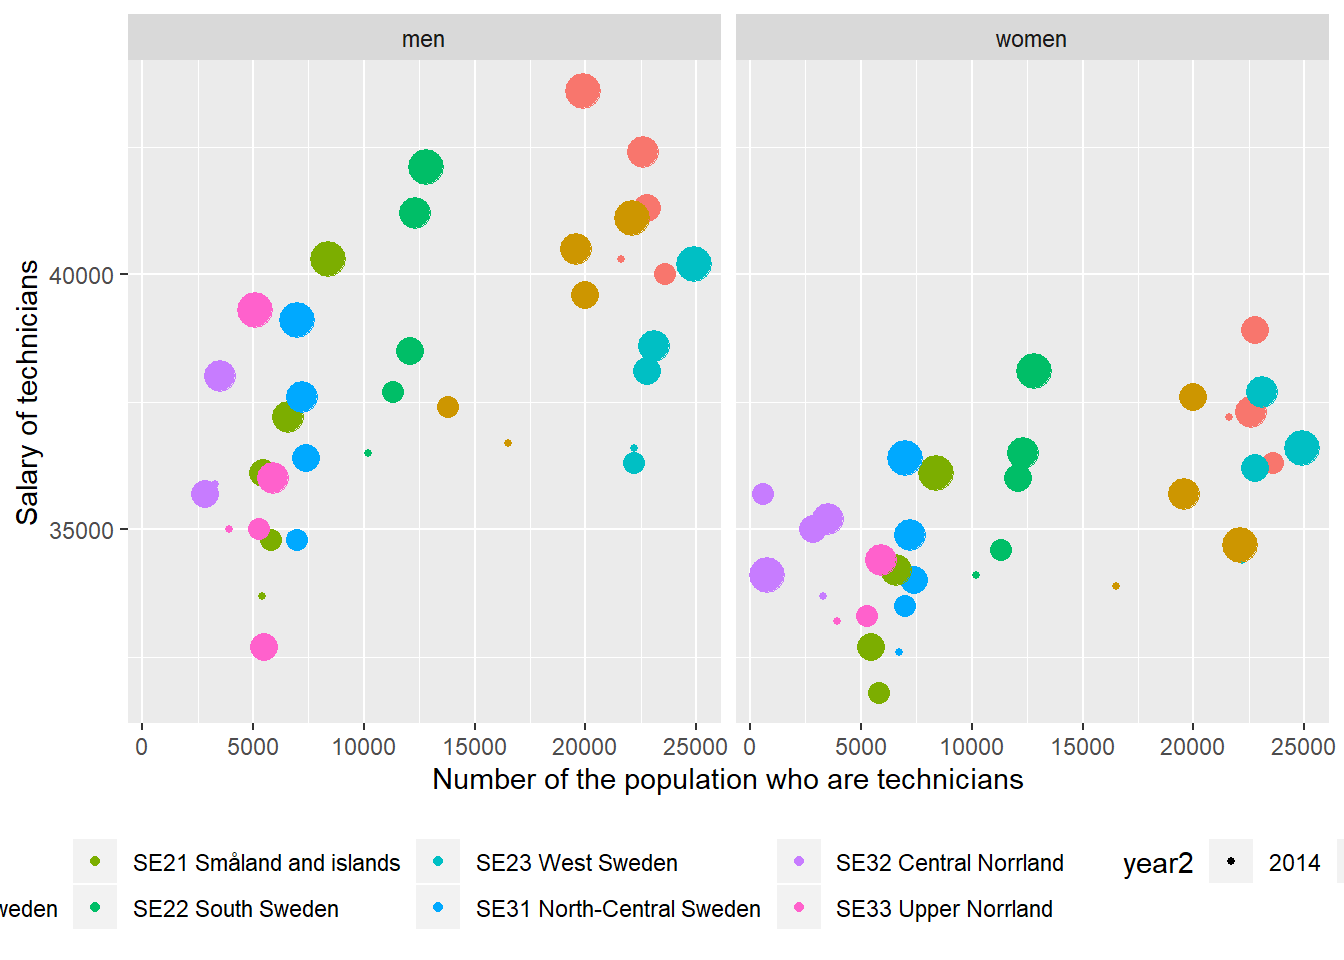 men women
40000
35000
Salary of technicians
0 5000 10000 15000 20000 25000 0 5000 10000 15000 20000 25000
Number of the population who are technicians
SE21 Småland and islands SE23 West Sweden SE32 Central Norrland year2 2014
weden SE22 South Sweden SE31 North-Central Sweden SE33 Upper Norrland